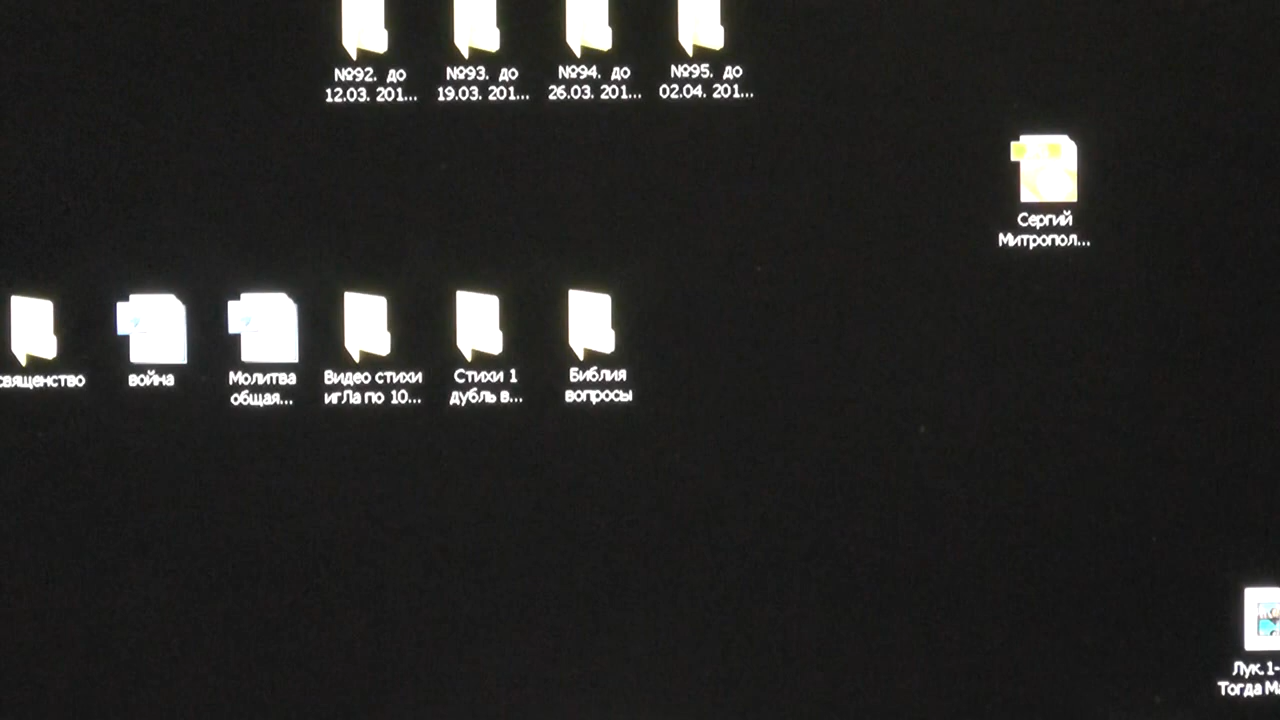 №92. до
12.03. 201...
№93. до
19.03. 201...
№94. до
26.03. 201...
№95. до
02.04. 201...
Сергий
Митропол...
священство
война
Молитва
общая...
Видео стихи
игЛа по 10...
Стихи 1
дубль в...
Библия
вопросы
Лук. 1-
Тогда Ма